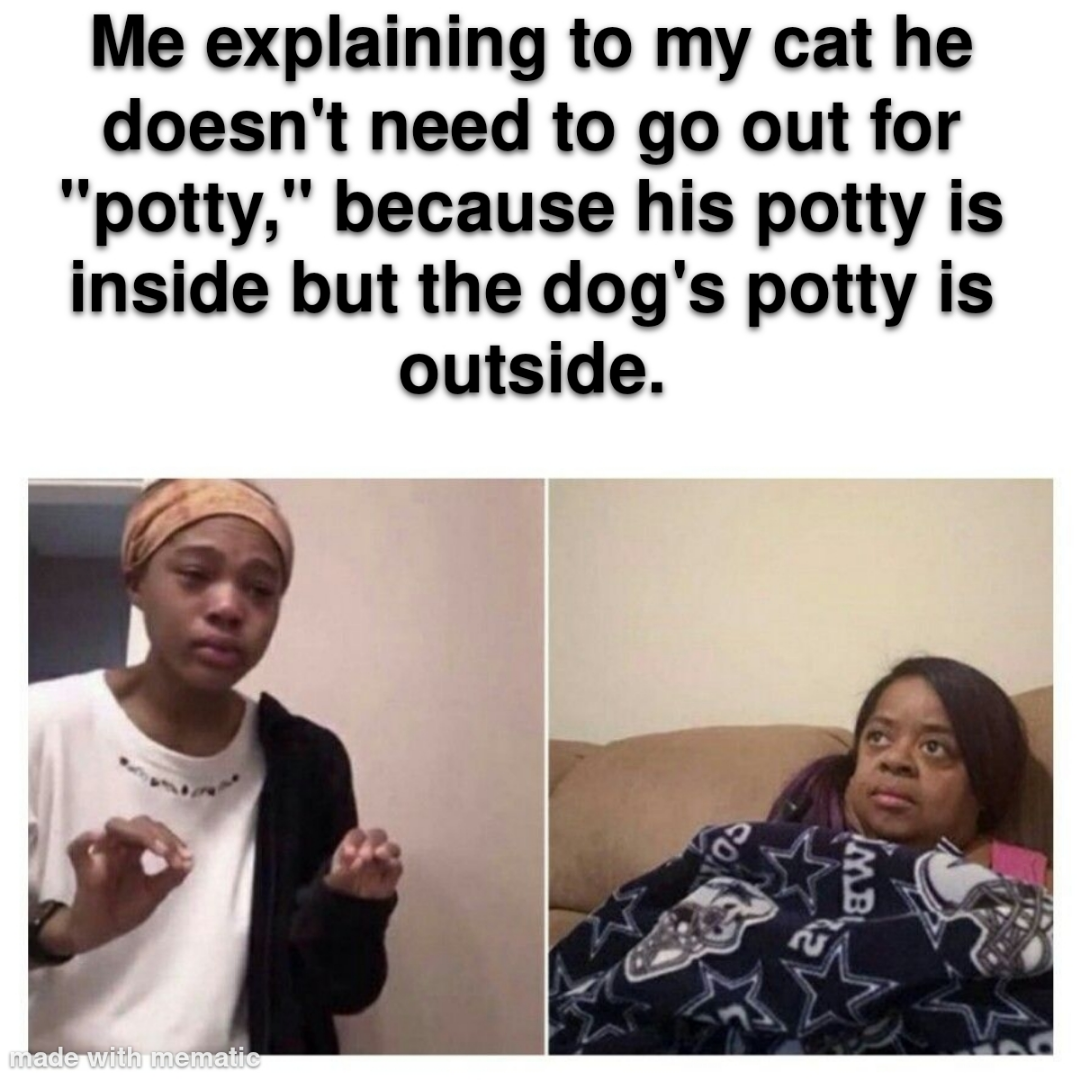 Me explaining to my cat he
doesn't need to go out for
"potty," because his potty is
inside but the dog's potty is
outside.
made with mematic